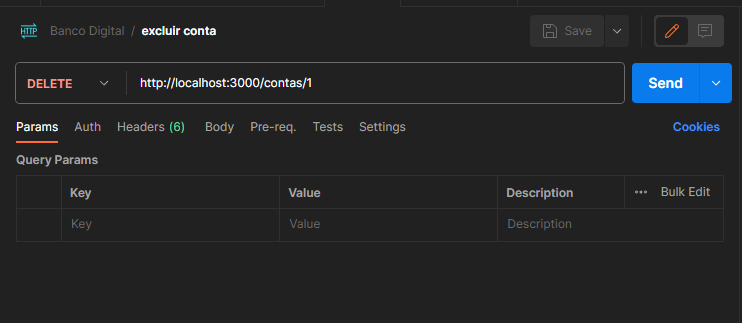 HTTP Banco Digital / excluir conta Save
DELETE http://localhost:3000/contas/1 Send
Params Auth Headers (6) Body Pre-req. Tests Settings Cookies
Query Params
Key Value Description ••• Bulk Edit
Key Value Description